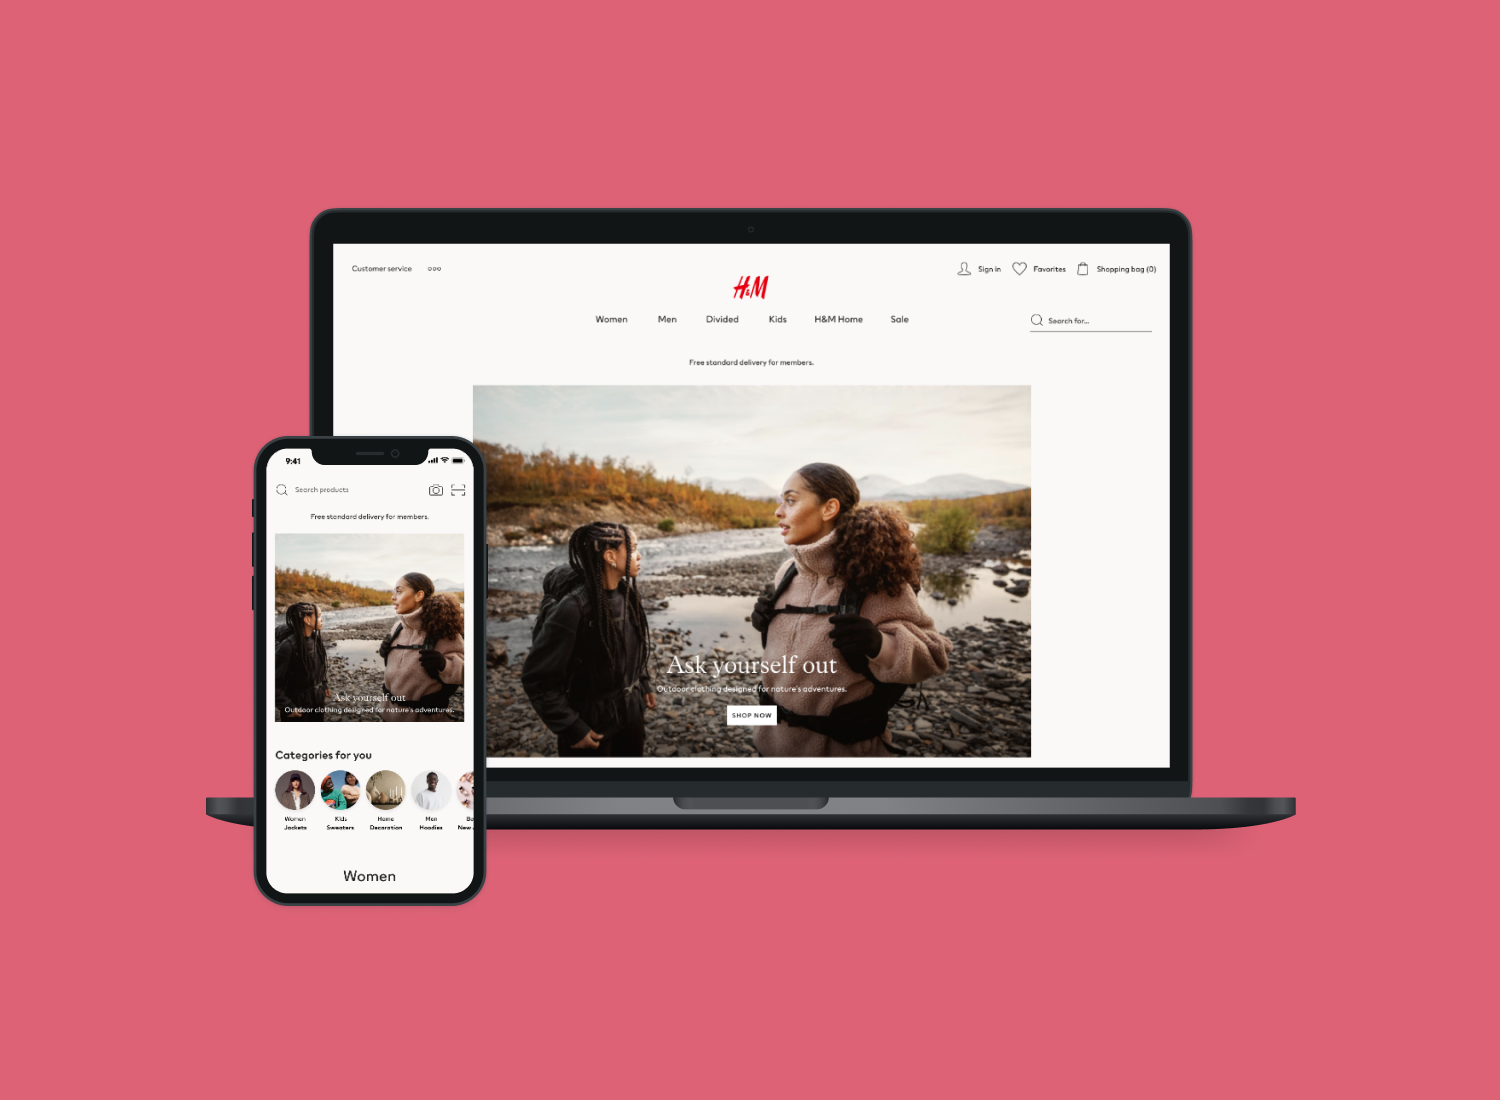 Customer service
Sign in
Favorites
Shopping bag (0)
H&M
Women Men Divided Kids H&M Home Sale
Search for...
Free standard delivery for members.
Ask yourself out
Outdoor clothing designed for nature's adventures.
SHOP NOW
9:41
Search products
Free standard delivery for members.
Ask yourself out
Outdoor clothing designed for nature's adventures.
Categories for you
Women
Jackets
Kids
Sweaters
Home
Decoration
Men
Hoodies
New
Women